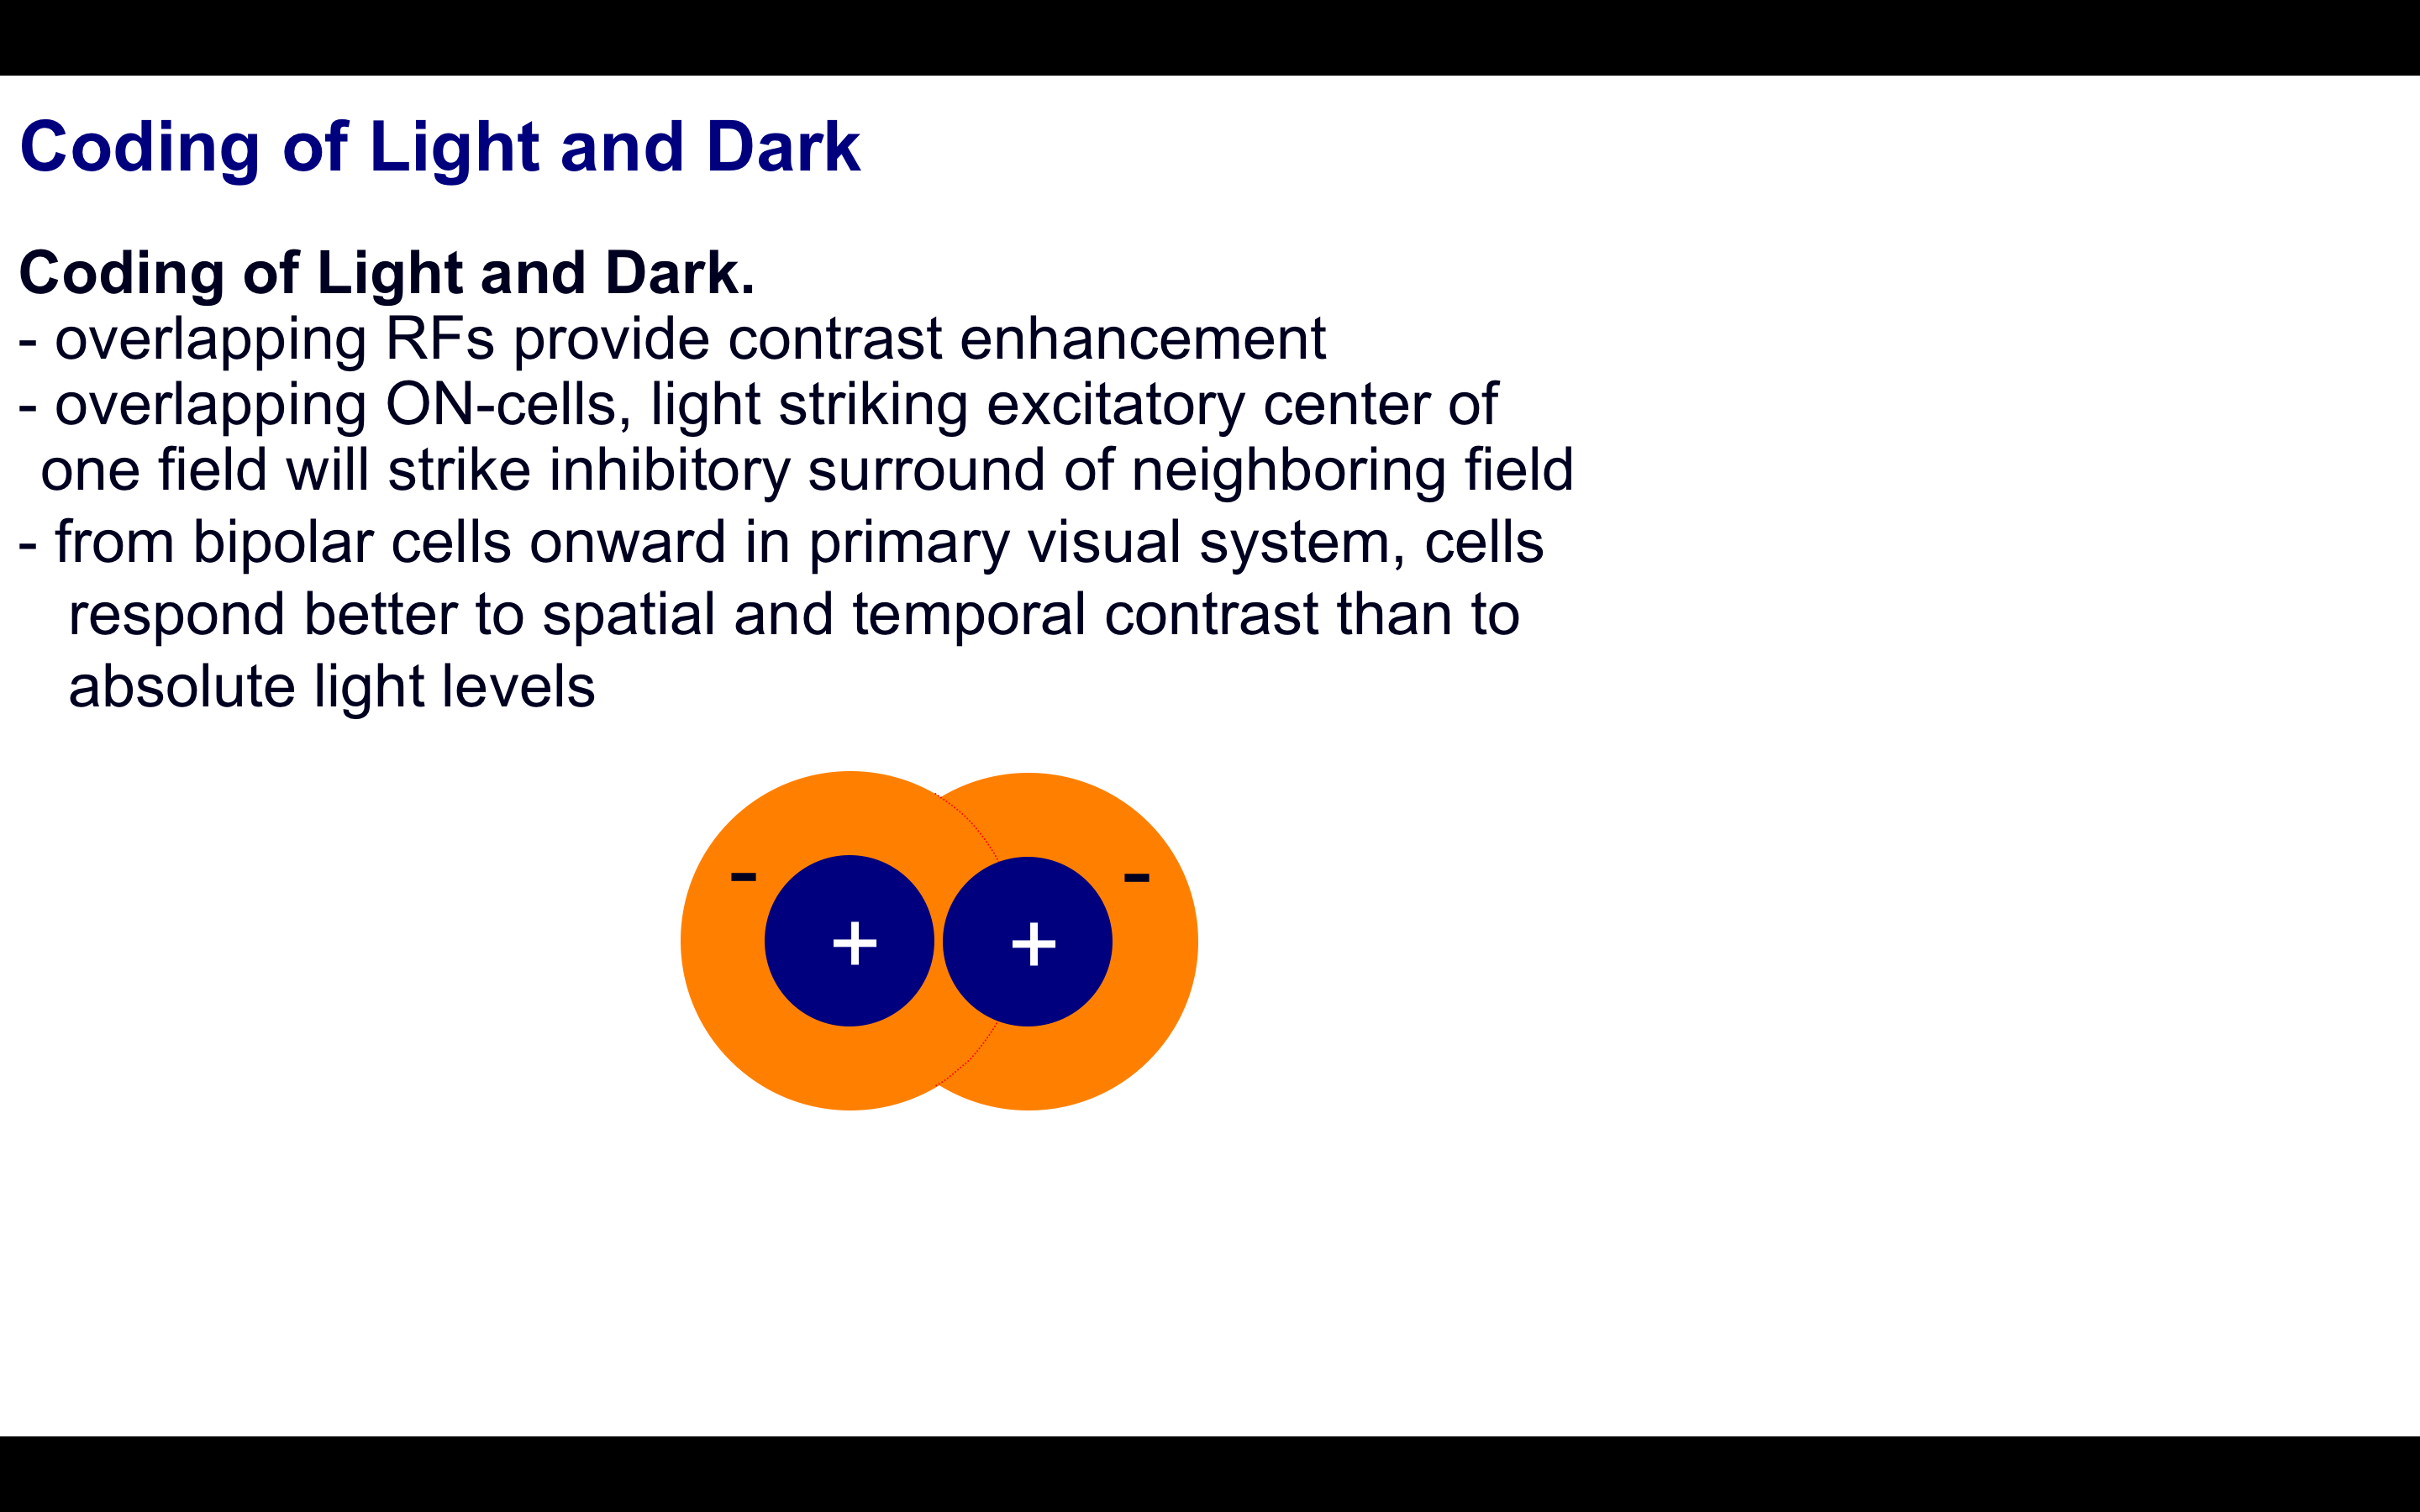 Coding of Light and Dark
Coding of Light and Dark.
- overlapping RFs provide contrast enhancement
- overlapping ON-cells, light striking excitatory center of
one field will strike inhibitory surround of neighboring field
- from bipolar cells onward in primary visual system, cells
respond better to spatial and temporal contrast than to
absolute light levels
- -
+ +